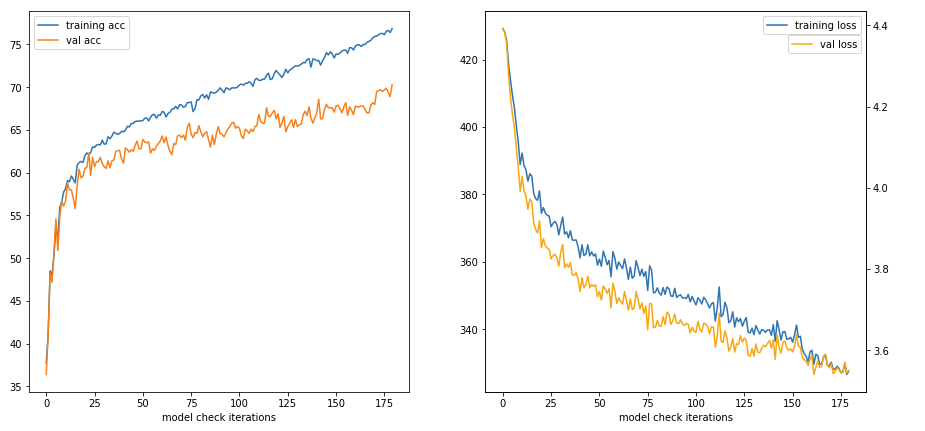 training acc
val acc
75
70
65
60
55
50
45
40
35
0 25 50 75 100 125 150 175
model check iterations
training loss
val loss
420
400
380
360
340
4.4
4.2
4.0
3.8
3.6
0 25 50 75 100 125 150 175
model check iterations